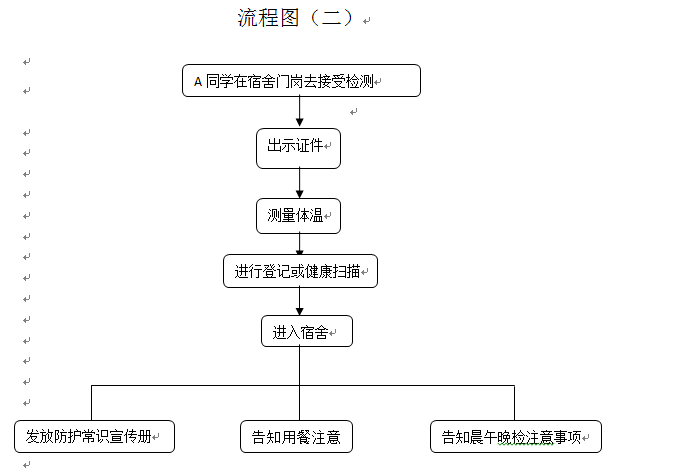 流程图（二）
A 同学在宿舍门岗去接受检测
出示证件
测量体温
进行登记或健康扫描
进入宿舍
发放防护常识宣传册
告知用餐注意
告知晨午晚检注意事项